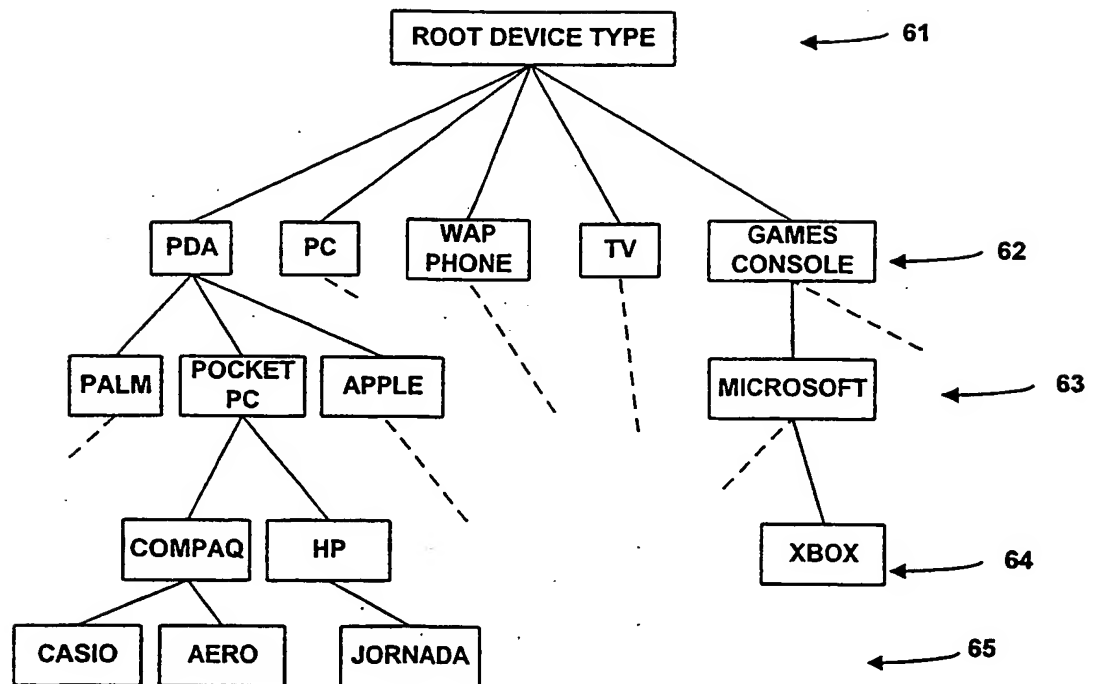 ROOT DEVICE TYPE
61
PDA
PC
WAP
PHONE
TV
GAMES
CONSOLE
62
PALM
POCKET
PC
APPLE
MICROSOFT
63
COMPAQ
HP
XBOX
64
CASIO
AERO
JORNADA
65